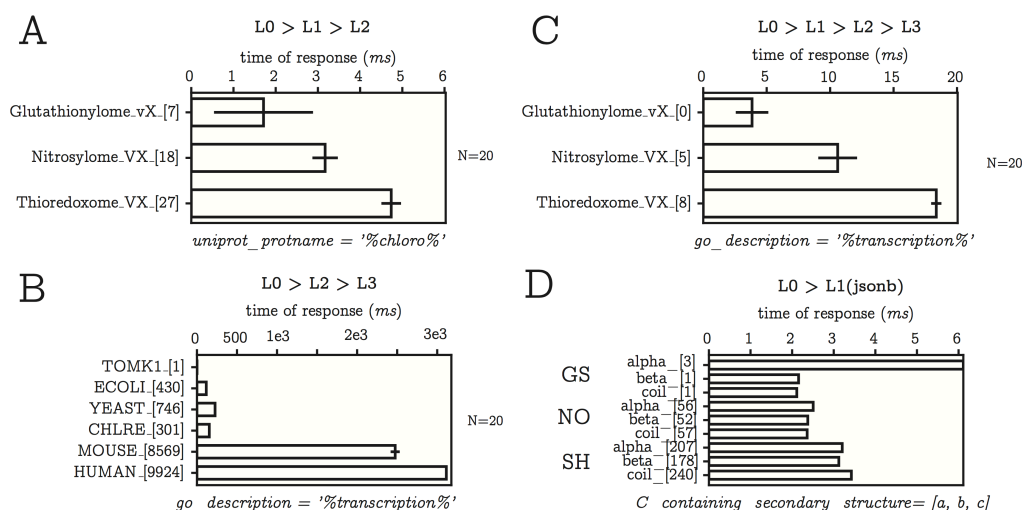 A
L0 > L1 > L2
time of response (ms)
0 1 2 3 4 5 6
Glutathionylome_vX_[7]
Nitrosylome_VX_[18]
Thioredoxome_VX_[27]
N=20
uniprot_protname = '%chloro%'
B
L0 > L2 > L3
time of response (ms)
0 500 1e3 2e3 3e3
TOMK1_[1]
ECOLI_[430]
YEAST_[746]
CHLRE_[301]
MOUSE_[8569]
HUMAN_[9924]
N=20
go description = '%transcription%'
C
L0 > L1 > L2 > L3
time of response (ms)
0 5 10 15 20
Glutathionylome_vX_[0]
Nitrosylome_VX_[5]
Thioredoxome_VX_[8]
N=20
go_description = '%transcription%'
D
L0 > L1(jsonb)
time of response (ms)
0 1 2 3 4 5 6
GS
alpha_[3]
beta_[1]
coil_[1]
NO
alpha_[56]
beta_[52]
coil_[57]
SH
alpha_[207]
beta_[178]
coil_[240]
C containing secondary structure= [a, b, c]